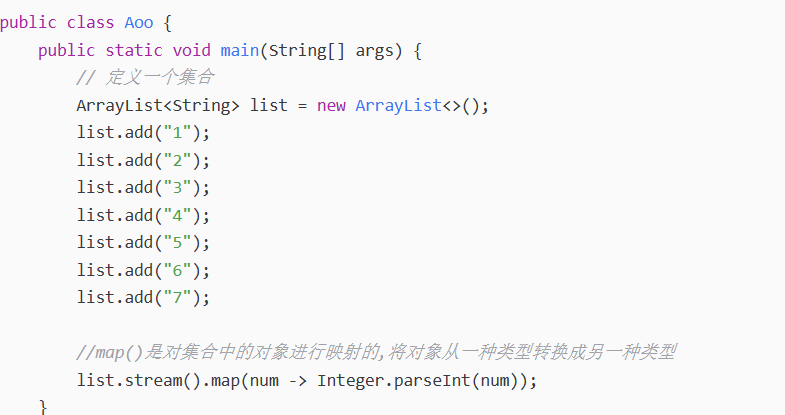 public class Aoo {
    public static void main(String[] args) {
        // 定义一个集合
        ArrayList<String> list = new ArrayList<>();
        list.add("1");
        list.add("2");
        list.add("3");
        list.add("4");
        list.add("5");
        list.add("6");
        list.add("7");

        //map()是对集合中的对象进行映射的,将对象从一种类型转换成另一种类型
        list.stream().map(num -> Integer.parseInt(num));
    }